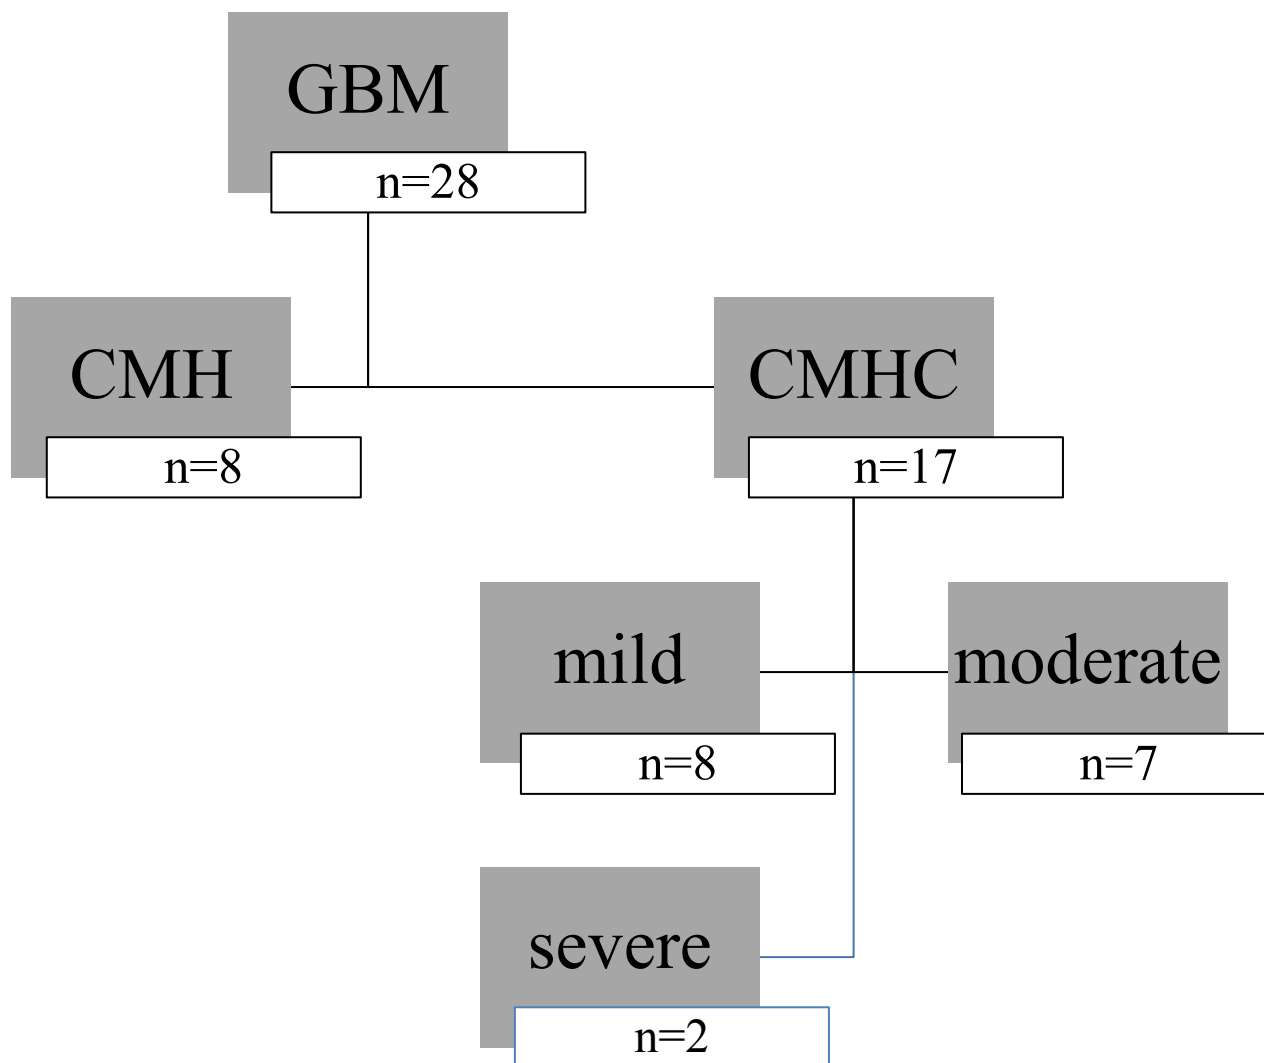 GBM
n=28
CMH
n=8
CMHC
n=17
mild
n=8
moderate
n=7
severe
n=2